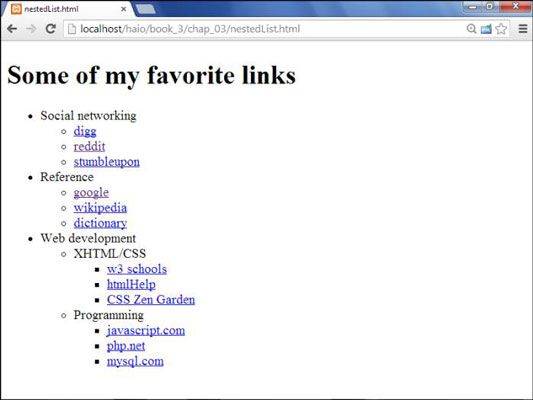 nestedList.html
localhost/haio/book_3/chap_03/nestedList.html
Some of my favorite links
Social networking
digg
reddit
stumbleupon
Reference
google
wikipedia
dictionary
Web development
XHTML/CSS
w3 schools
htmlHelp
CSS Zen Garden
Programming
javascript.com
php.net
mysql.com